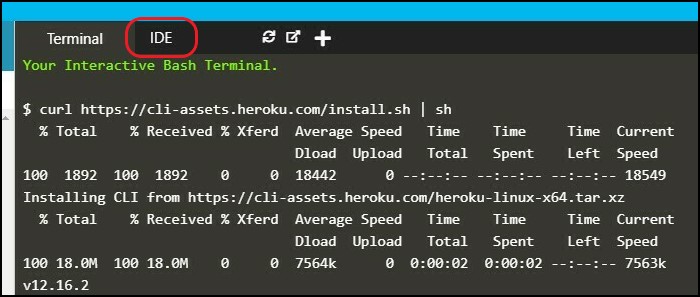 Terminal IDE
Your Interactive Bash Terminal.
$ curl https://cli-assets.heroku.com/install.sh | sh
% Total % Received % Xferd Average Speed Time Time Time Current
Dload Upload Total Spent Left Speed
100 1892 100 1892 0 0 18442 0 --:--:-- --:--:-- --:--:-- 18549
Installing CLI from https://cli-assets.heroku.com/heroku-linux-x64.tar.xz
% Total % Received % Xferd Average Speed Time Time Time Current
Dload Upload Total Spent Left Speed
100 18.0M 100 18.0M 0 0 7564k 0 0:00:02 0:00:02 --:--:-- 7563k
v12.16.2